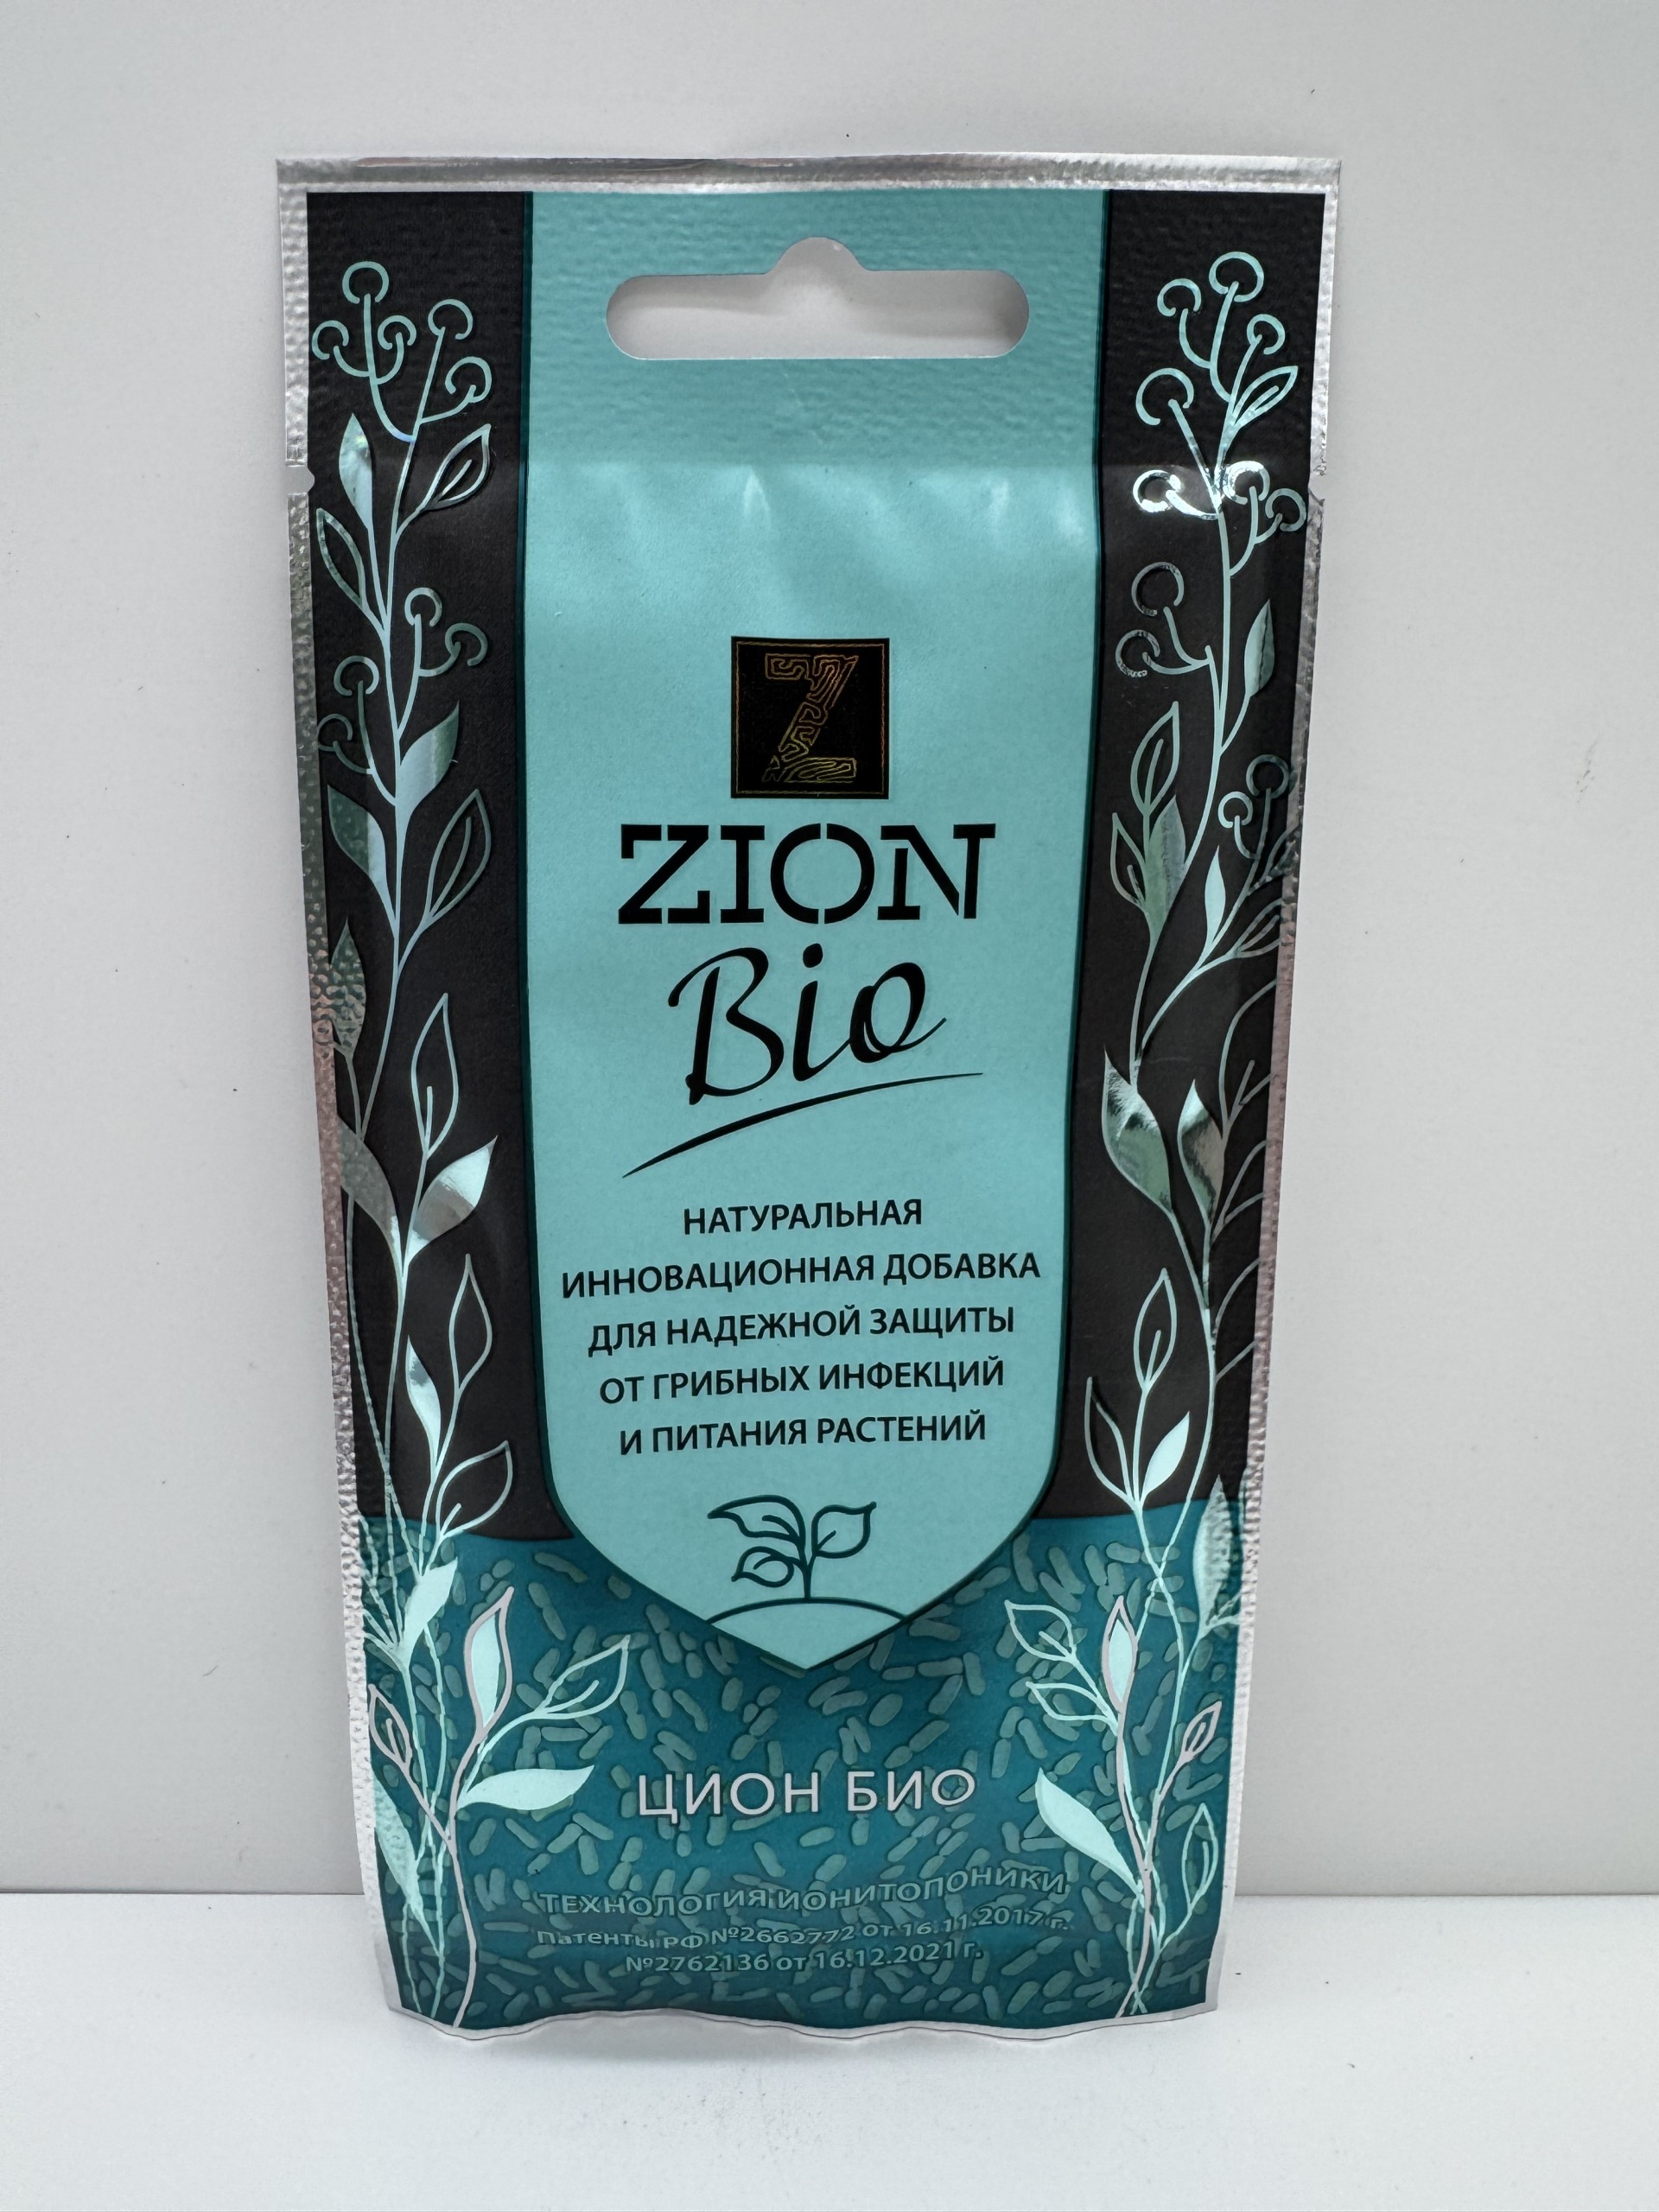 Z
ZION
Bio
НАТУРАЛЬНАЯ
ИННОВАЦИОННАЯ ДОБАВКА
ДЛЯ НАДЕЖНОЙ ЗАЩИТЫ
ОТ ГРИБНЫХ ИНФЕКЦИЙ
И ПИТАНИЯ РАСТЕНИЙ
ЦИОН БИО
ТЕХНОЛОГИЯ ИОНИТОПОНИКИ
Патенты РФ №2662772 от 16.11.2017 г.
№2762136 от 16.12.2021 г.